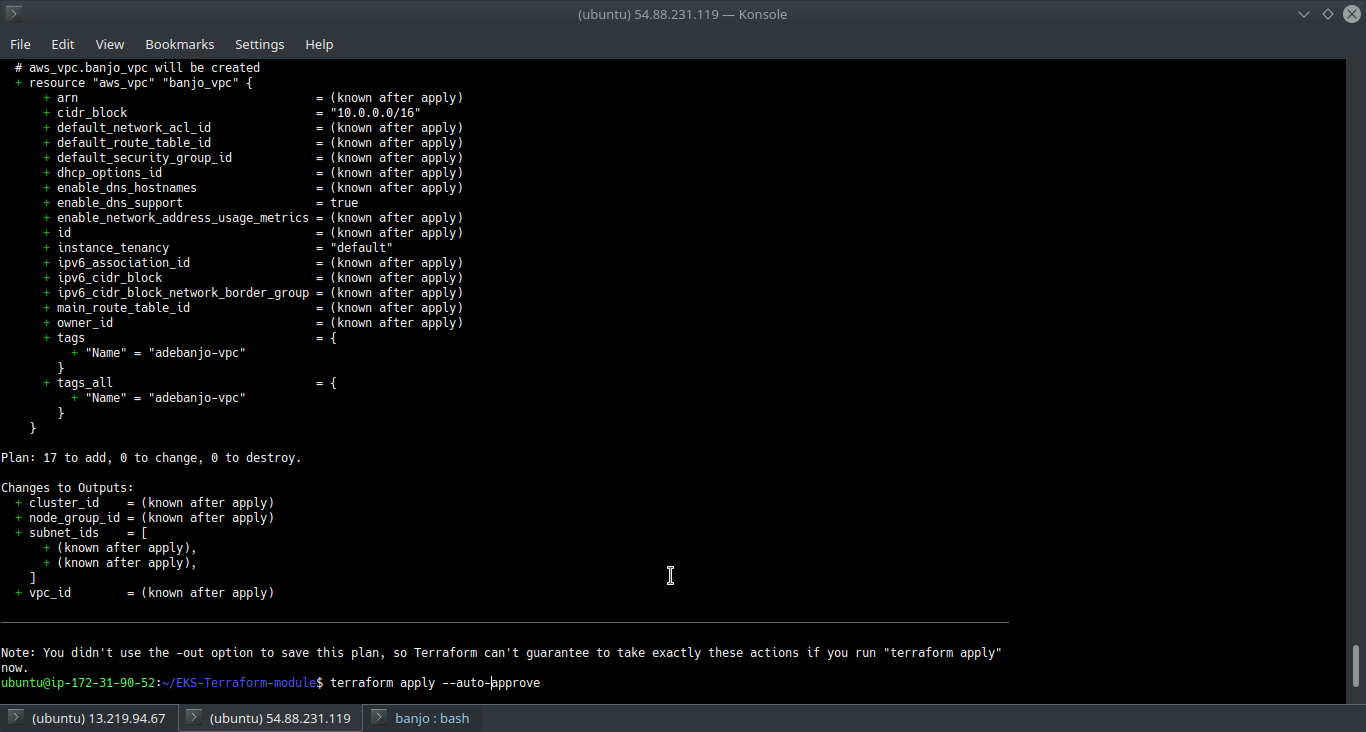 (ubuntu) 54.88.231.119 — Konsole
File Edit View Bookmarks Settings Help
# aws_vpc.banjo_vpc will be created
+ resource "aws_vpc" "banjo_vpc" {
+ arn = (known after apply)
+ cidr_block = "10.0.0.0/16"
+ default_network_acl_id = (known after apply)
+ default_route_table_id = (known after apply)
+ default_security_group_id = (known after apply)
+ dhcp_options_id = (known after apply)
+ enable_dns_hostnames = (known after apply)
+ enable_dns_support = true
+ enable_network_address_usage_metrics = (known after apply)
+ id = (known after apply)
+ instance_tenancy = "default"
+ ipv6_association_id = (known after apply)
+ ipv6_cidr_block = (known after apply)
+ ipv6_cidr_block_network_border_group = (known after apply)
+ main_route_table_id = (known after apply)
+ owner_id = (known after apply)
+ tags = {
+ "Name" = "adebanjo-vpc"
}
+ tags_all = {
+ "Name" = "adebanjo-vpc"
}
}
Plan: 17 to add, 0 to change, 0 to destroy.
Changes to Outputs:
+ cluster_id = (known after apply)
+ node_group_id = (known after apply)
+ subnet_ids = [
+ (known after apply),
+ (known after apply),
]
+ vpc_id = (known after apply)
Note: You didn't use the -out option to save this plan, so Terraform can't guarantee to take exactly these actions if you run "terraform apply"
now.
ubuntu@ip-172-31-90-52:~/EKS-Terraform-module$ terraform apply --auto-approve
(ubuntu) 13.219.94.67 (ubuntu) 54.88.231.119 banjo : bash